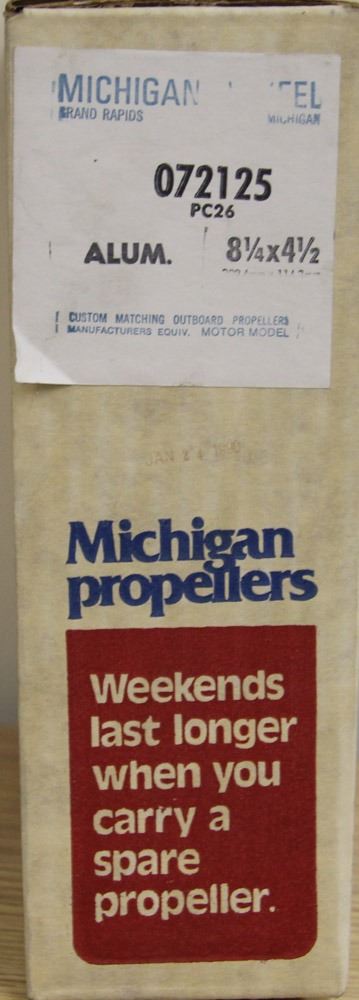 MICHIGAN
GRAND RAPIDS MICHIGAN
072125
PC26
ALUM. 8¼x4½
CUSTOM MATCHING OUTBOARD PROPELLERS
MANUFACTURERS EQUIV. MOTOR MODEL
Michigan
propellers
Weekends
last longer
when you
carry a
spare
propeller.